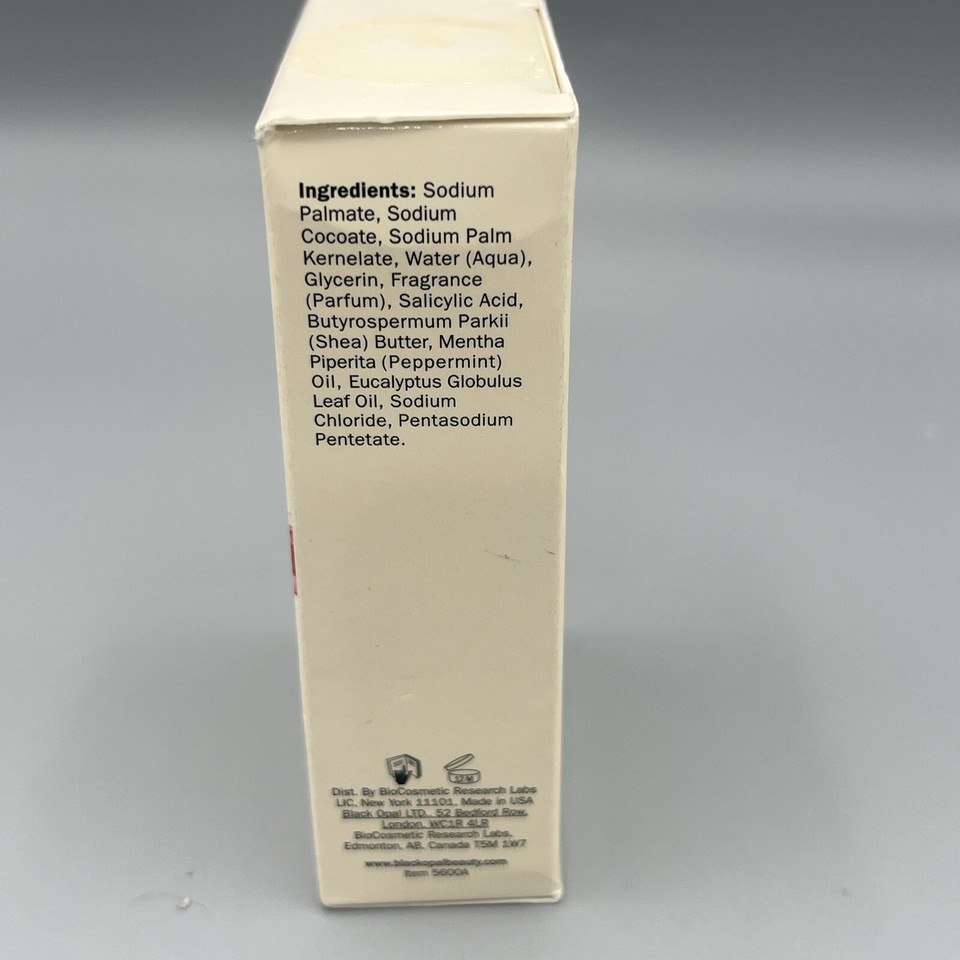 Ingredients: Sodium
Palmate, Sodium
Cocoate, Sodium Palm
Kernelate, Water (Aqua),
Glycerin, Fragrance
(Parfum), Salicylic Acid,
Butyrospermum Parkii
(Shea) Butter, Mentha
Piperita (Peppermint)
Oil, Eucalyptus Globulus
Leaf Oil, Sodium
Chloride, Pentasodium
Pentetate.
12M
Dist. By BioCosmetic Research Labs
LIC, New York 11101, Made in USA
Black Opal LTD., 52 Bedford Row,
London, WC1R 4LR
BioCosmetic Research Labs,
Edmonton, AB, Canada T5M 1W7
www.blackopalbeauty.com
Item 5600A